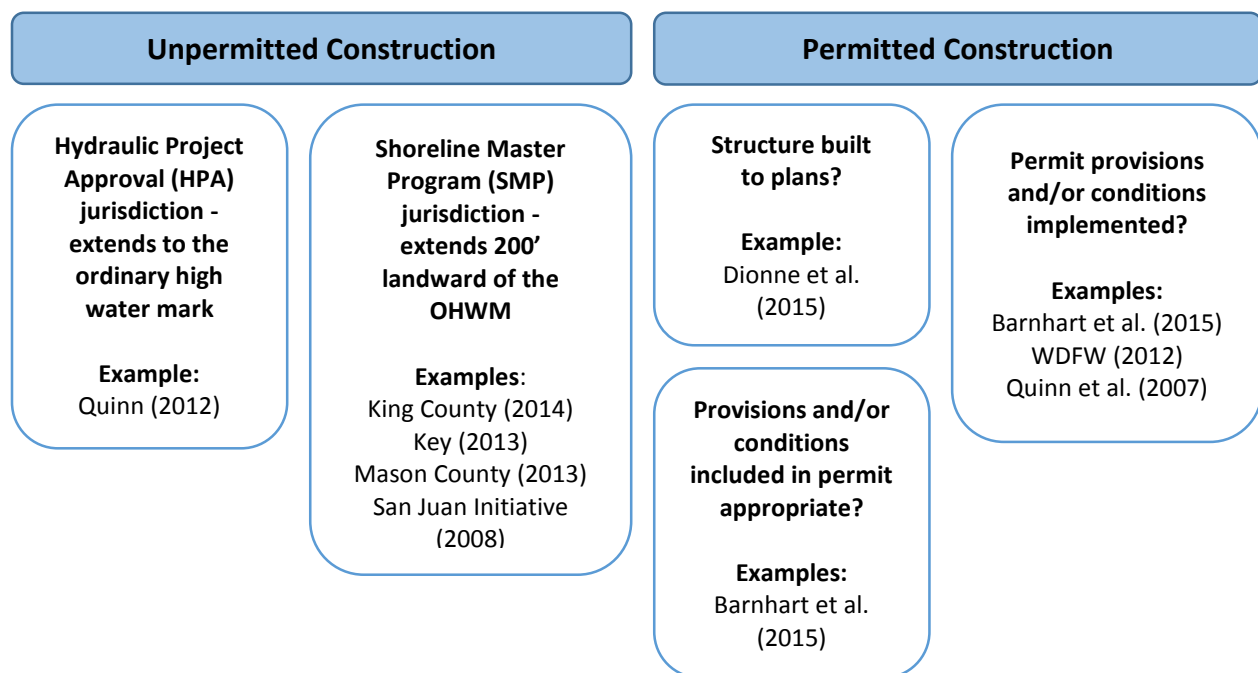 Unpermitted Construction
Hydraulic Project
Approval (HPA)
jurisdiction -
extends to the
ordinary high
water mark
Example:
Quinn (2012)
Shoreline Master
Program (SMP)
jurisdiction -
extends 200’
landward of the
OHWM
Examples:
King County (2014)
Key (2013)
Mason County (2013)
San Juan Initiative
(2008)
Permitted Construction
Structure built
to plans?
Example:
Dionne et al.
(2015)
Provisions and/or
conditions
included in permit
appropriate?
Examples:
Barnhart et al.
(2015)
Permit provisions
and/or conditions
implemented?
Examples:
Barnhart et al. (2015)
WDFW (2012)
Quinn et al. (2007)